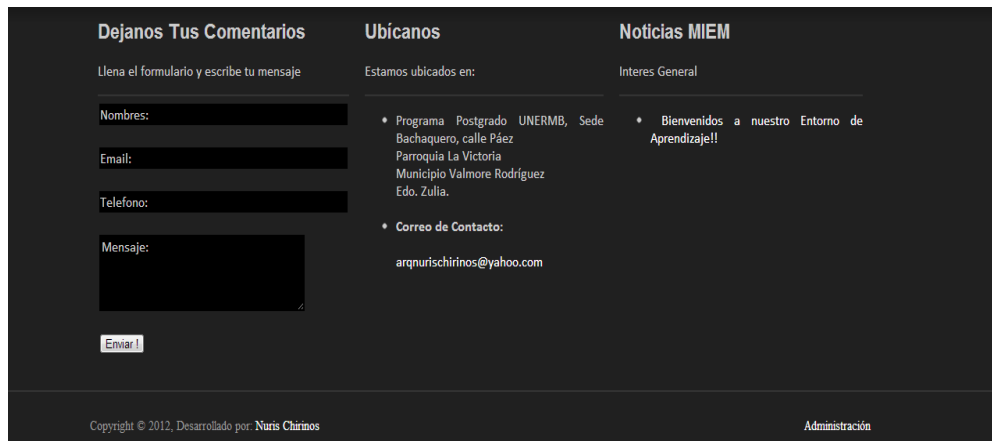 Dejanos Tus Comentarios
Llena el formulario y escribe tu mensaje
Nombres:
Email:
Telefono:
Mensaje:
Enviar !
Ubícanos
Estamos ubicados en:
Programa Postgrado UNERMB, Sede
Bachaquero, calle Páez
Parroquia La Victoria
Municipio Valmore Rodríguez
Edo. Zulia.
Correo de Contacto:
arqnurischirinos@yahoo.com
Noticias MIEM
Interes General
Bienvenidos a nuestro Entorno de
Aprendizaje!!
Copyright © 2012, Desarrollado por: Nuris Chirinos
Administración